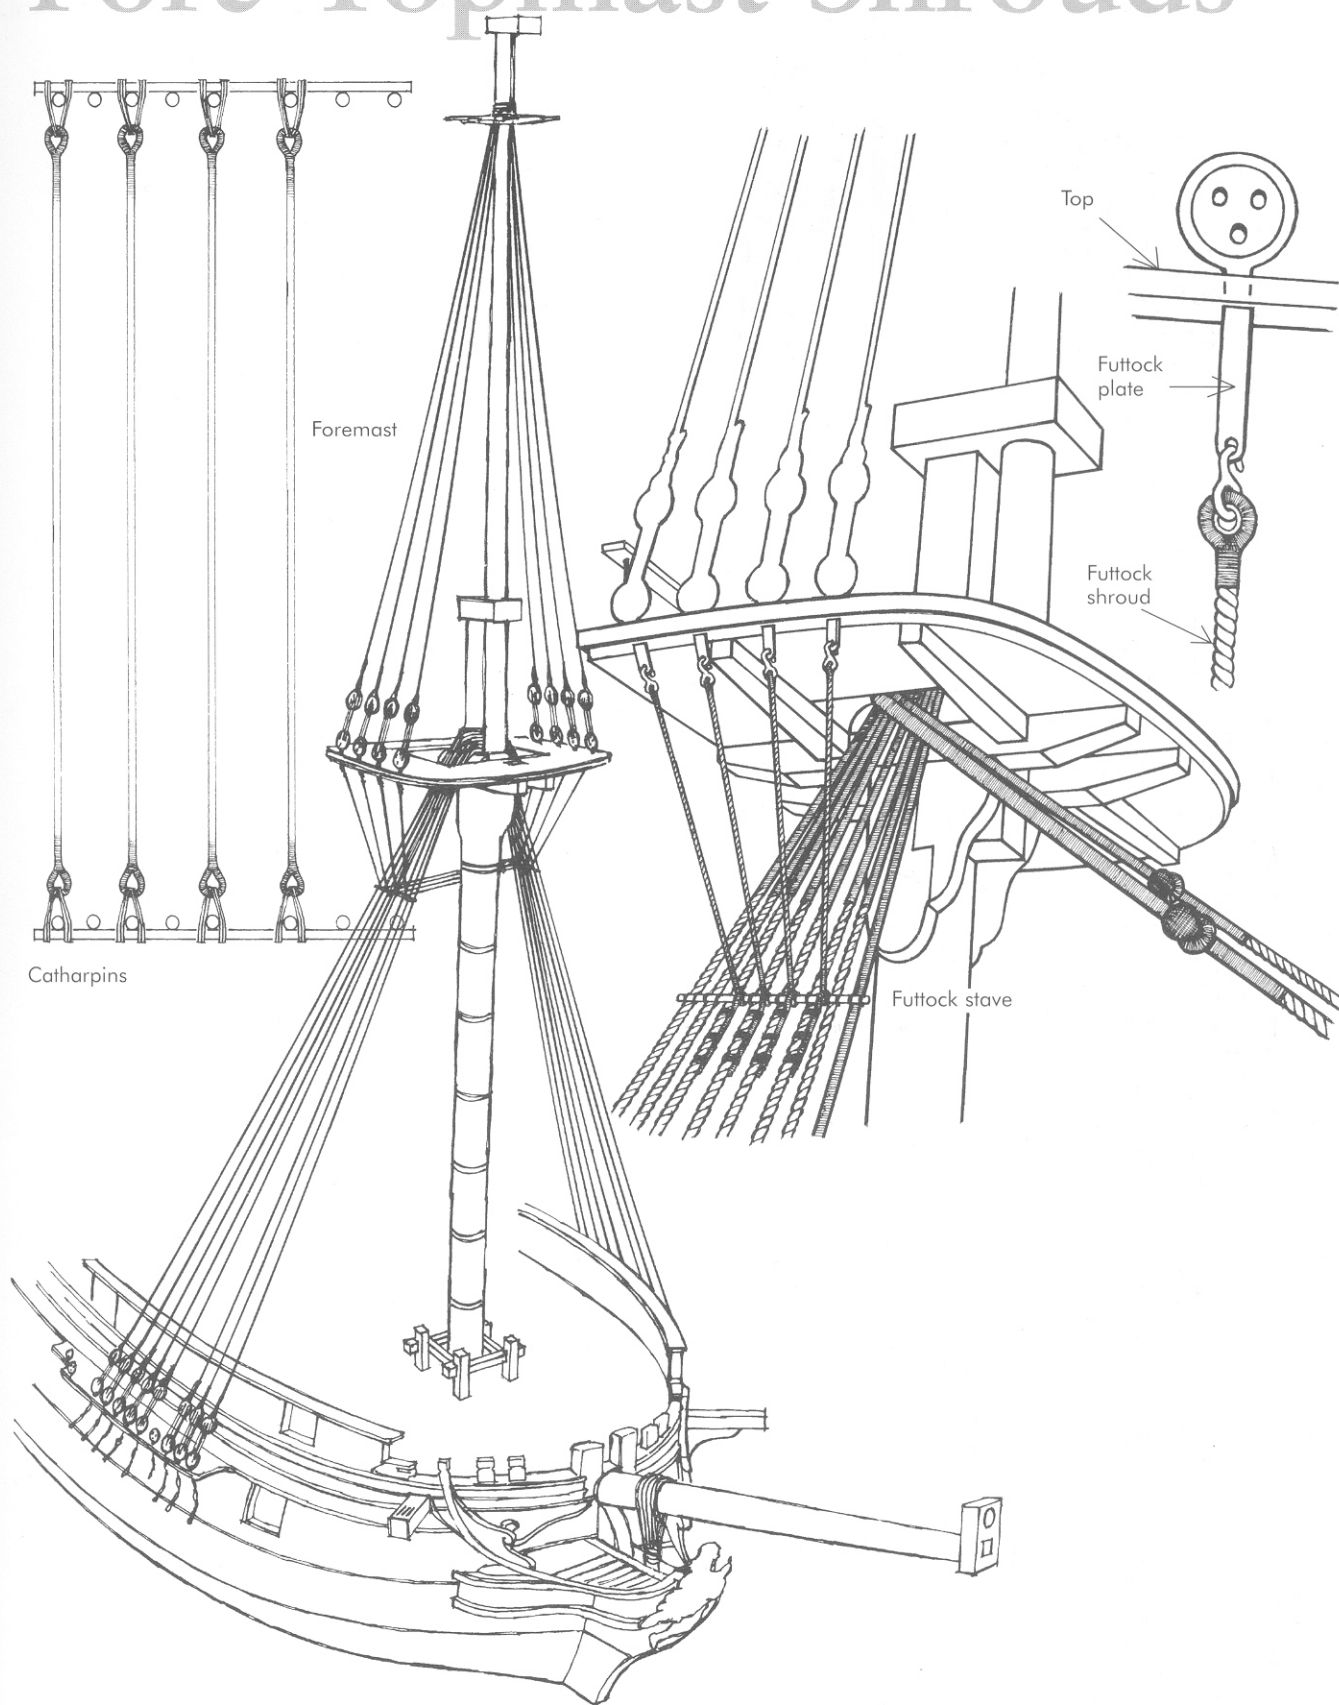 Fore Topmast Shrouds
Top
Futtock
plate
Foremast
Futtock
shroud
Catharpins
Futtock stave